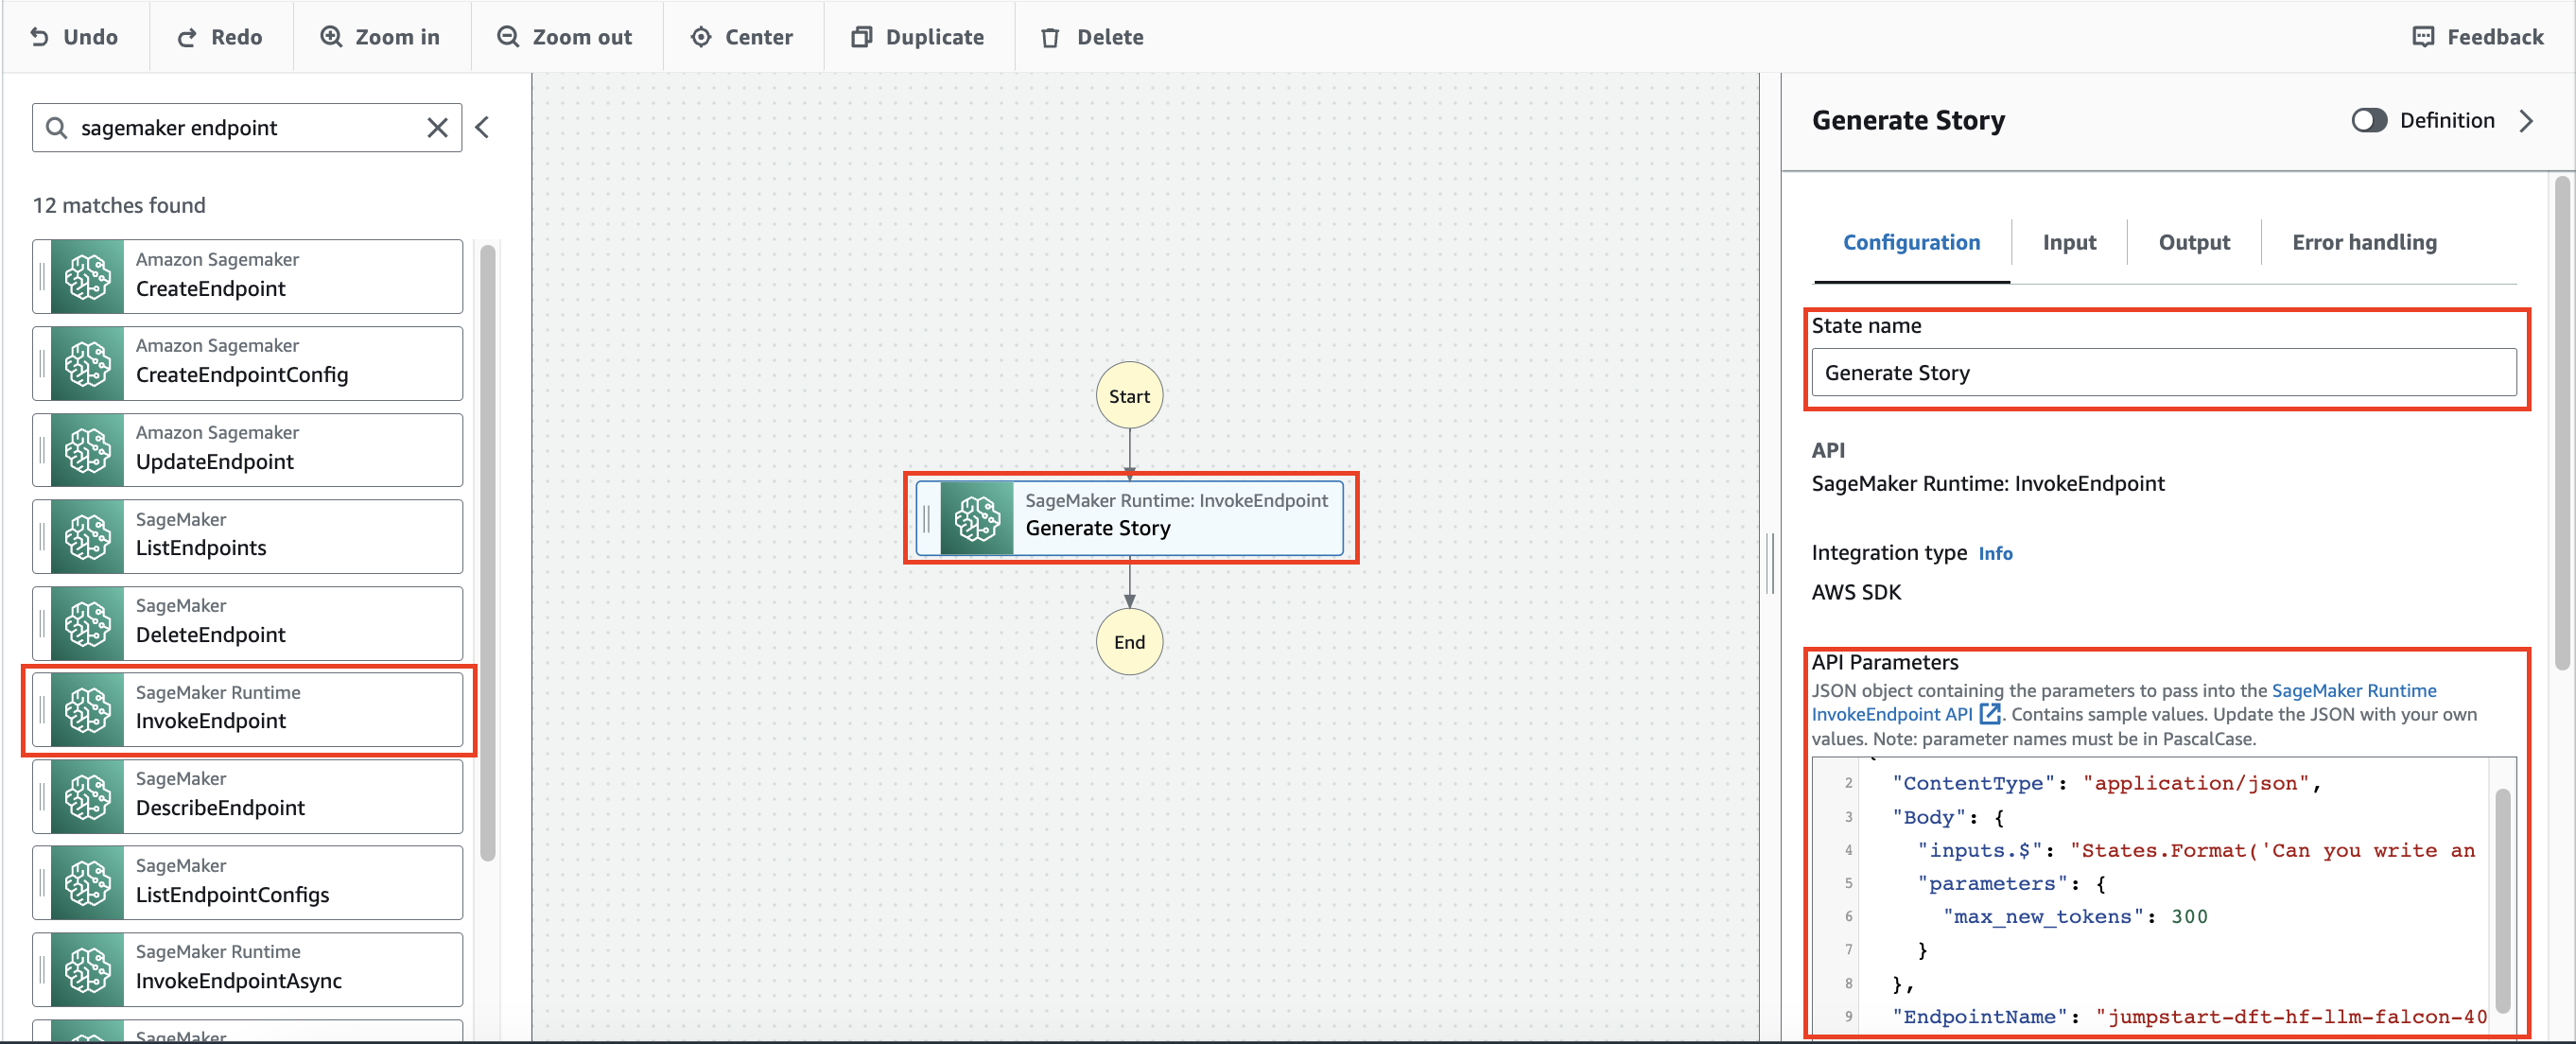 Undo
Redo
Zoom in
Zoom out
Center
Duplicate
Delete
Feedback
sagemaker endpoint
12 matches found
Amazon Sagemaker
CreateEndpoint
Amazon Sagemaker
CreateEndpointConfig
Amazon Sagemaker
UpdateEndpoint
SageMaker
ListEndpoints
SageMaker
DeleteEndpoint
SageMaker Runtime
InvokeEndpoint
SageMaker
DescribeEndpoint
SageMaker
ListEndpointConfigs
SageMaker Runtime
InvokeEndpointAsync
SageMaker
Start
SageMaker Runtime: InvokeEndpoint
Generate Story
End
Generate Story
Definition
Configuration
Input
Output
Error handling
State name
Generate Story
API
SageMaker Runtime: InvokeEndpoint
Integration type Info
AWS SDK
API Parameters
JSON object containing the parameters to pass into the SageMaker Runtime
InvokeEndpoint API . Contains sample values. Update the JSON with your own
values. Note: parameter names must be in PascalCase.
2 "ContentType": "application/json",
3 "Body": {
4 "inputs.$": "States.Format('Can you write an
5 "parameters": {
6 "max_new_tokens": 300
7 }
8 },
9 "EndpointName": "jumpstart-dft-hf-llm-falcon-40